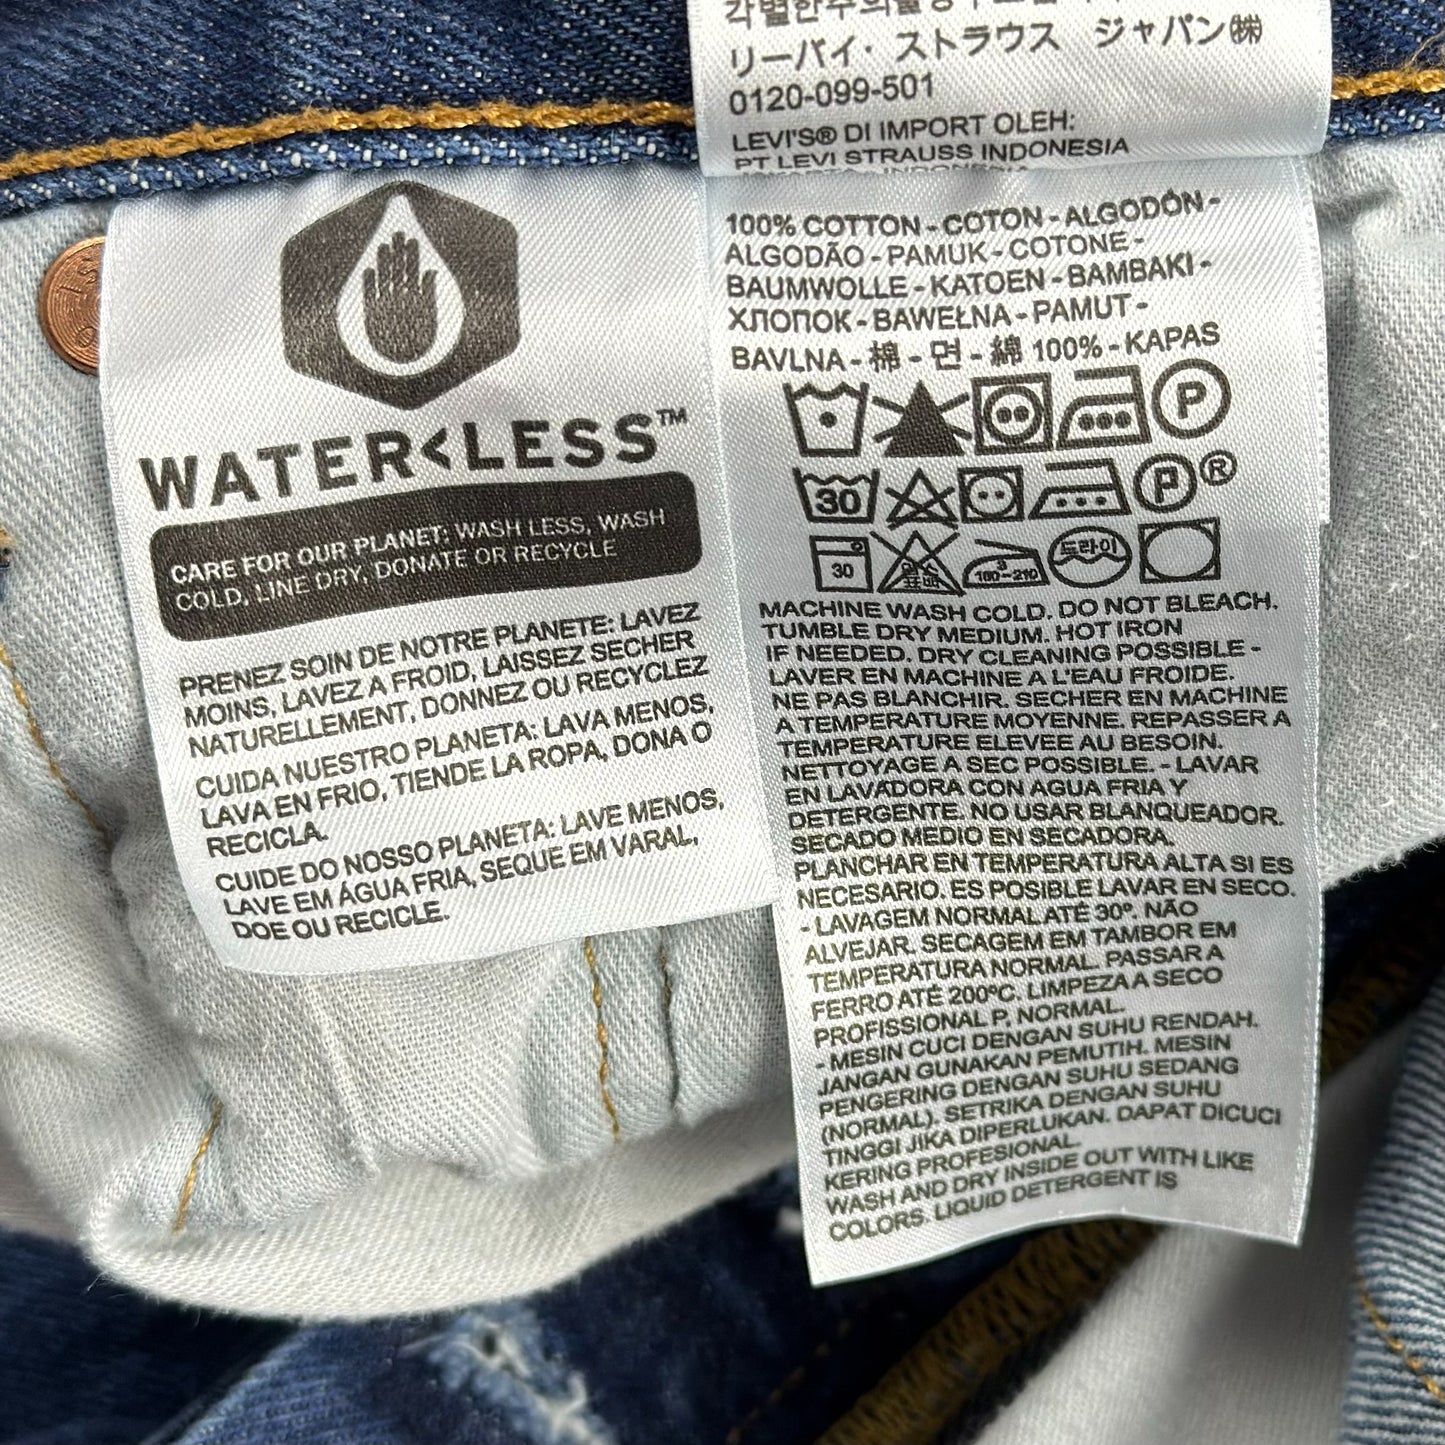 リーバイ・ストラウス ジャパン㈱
0120-099-501
LEVI'S® DI IMPORT OLEH:
PT LEVI STRAUSS INDONESIA
WATER<LESS™
CARE FOR OUR PLANET: WASH LESS, WASH
COLD, LINE DRY, DONATE OR RECYCLE
PRENEZ SOIN DE NOTRE PLANETE: LAVEZ
MOINS, LAVEZ A FROID, LAISSEZ SECHER
NATURELLEMENT, DONNEZ OU RECYCLEZ
CUIDA NUESTRO PLANETA: LAVA MENOS,
LAVA EN FRIO, TIENDE LA ROPA, DONA O
RECICLA.
CUIDE DO NOSSO PLANETA: LAVE MENOS,
LAVE EM ÁGUA FRIA, SEQUE EM VARAL,
DOE OU RECICLE.
100% COTTON - COTON - ALGODÓN -
ALGODÃO - PAMUK - COTONE -
BAUMWOLLE - KATOEN - BAMBAKI -
ХЛОПОК - BAWEŁNA - PAMUT -
BAVLNA - 棉 - 면 - 綿 100% - KAPAS
P
30 P ®
30 염소표백 3 180~210 드라이
MACHINE WASH COLD. DO NOT BLEACH.
TUMBLE DRY MEDIUM. HOT IRON
IF NEEDED. DRY CLEANING POSSIBLE -
LAVER EN MACHINE A L'EAU FROIDE.
NE PAS BLANCHIR. SECHER EN MACHINE
A TEMPERATURE MOYENNE. REPASSER A
TEMPERATURE ELEVEE AU BESOIN.
NETTOYAGE A SEC POSSIBLE. - LAVAR
EN LAVADORA CON AGUA FRIA Y
DETERGENTE. NO USAR BLANQUEADOR.
SECADO MEDIO EN SECADORA.
PLANCHAR EN TEMPERATURA ALTA SI ES
NECESARIO. ES POSIBLE LAVAR EN SECO.
- LAVAGEM NORMAL ATÉ 30º. NÃO
ALVEJAR. SECAGEM EM TAMBOR EM
TEMPERATURA NORMAL. PASSAR A
FERRO ATÉ 200ºC. LIMPEZA A SECO
PROFISSIONAL P, NORMAL.
- MESIN CUCI DENGAN SUHU RENDAH.
JANGAN GUNAKAN PEMUTIH. MESIN
PENGERING DENGAN SUHU SEDANG
(NORMAL). SETRIKA DENGAN SUHU
TINGGI JIKA DIPERLUKAN. DAPAT DICUCI
KERING PROFESIONAL.
WASH AND DRY INSIDE OUT WITH LIKE
COLORS. LIQUID DETERGENT IS